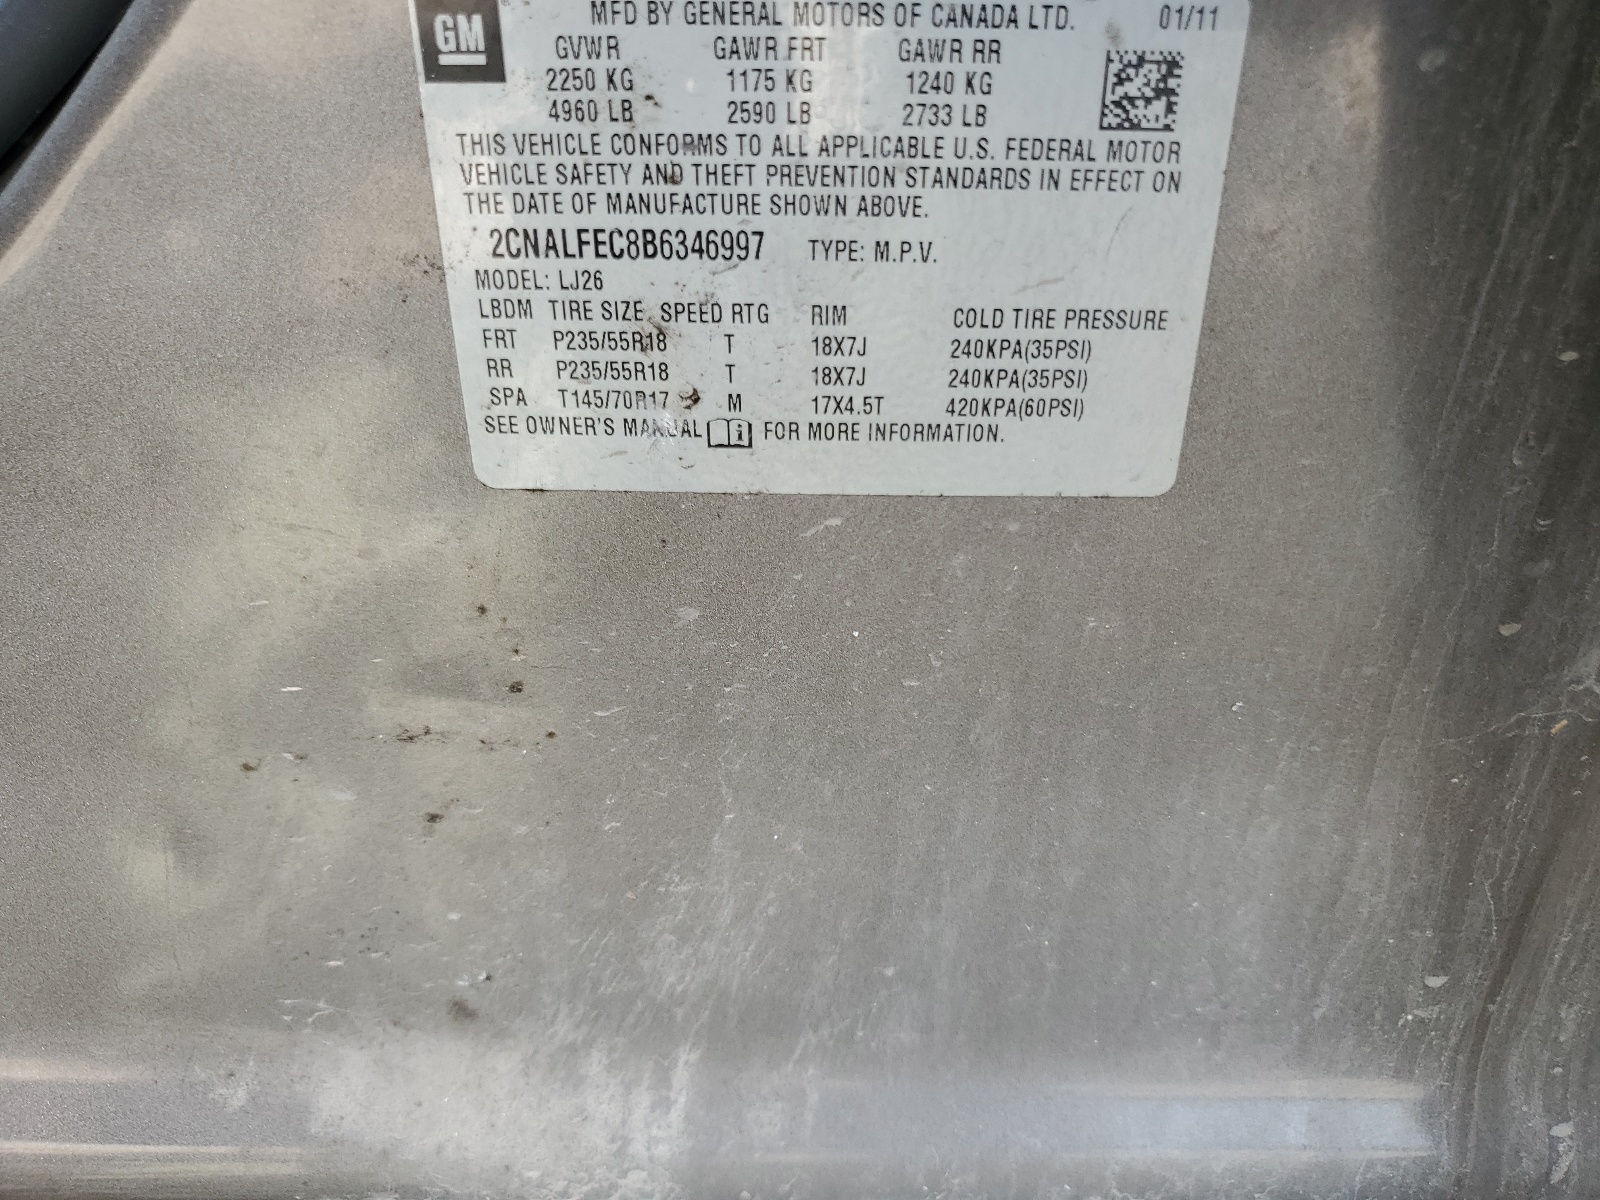 GM
MFD BY GENERAL MOTORS OF CANADA LTD. 01/11
GVWR GAWR FRT GAWR RR
2250 KG 1175 KG 1240 KG
4960 LB 2590 LB 2733 LB
THIS VEHICLE CONFORMS TO ALL APPLICABLE U.S. FEDERAL MOTOR
VEHICLE SAFETY AND THEFT PREVENTION STANDARDS IN EFFECT ON
THE DATE OF MANUFACTURE SHOWN ABOVE.
2CNALFEC8B6346997 TYPE: M.P.V.
MODEL: LJ26
LBDM TIRE SIZE SPEED RTG RIM COLD TIRE PRESSURE
FRT P235/55R18 T 18X7J 240KPA(35PSI)
RR P235/55R18 T 18X7J 240KPA(35PSI)
SPA T145/70R17 M 17X4.5T 420KPA(60PSI)
SEE OWNER'S MANUAL FOR MORE INFORMATION.